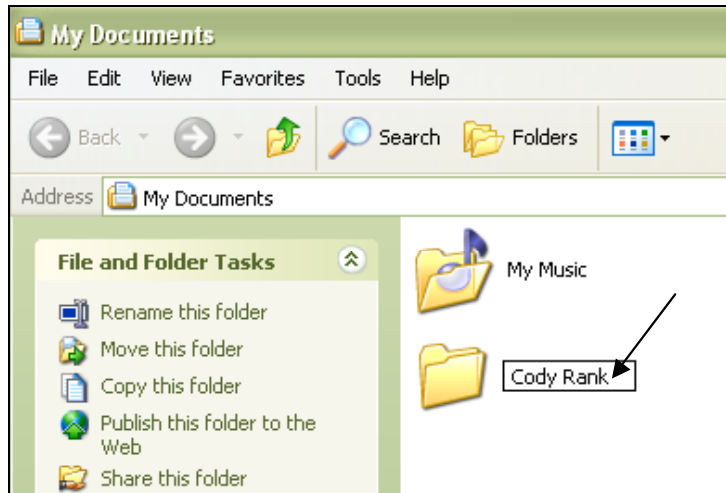 My Documents
File Edit View Favorites Tools Help
Back Search Folders
Address My Documents
File and Folder Tasks
Rename this folder
Move this folder
Copy this folder
Publish this folder to the
Web
Share this folder
My Music
Cody Rank